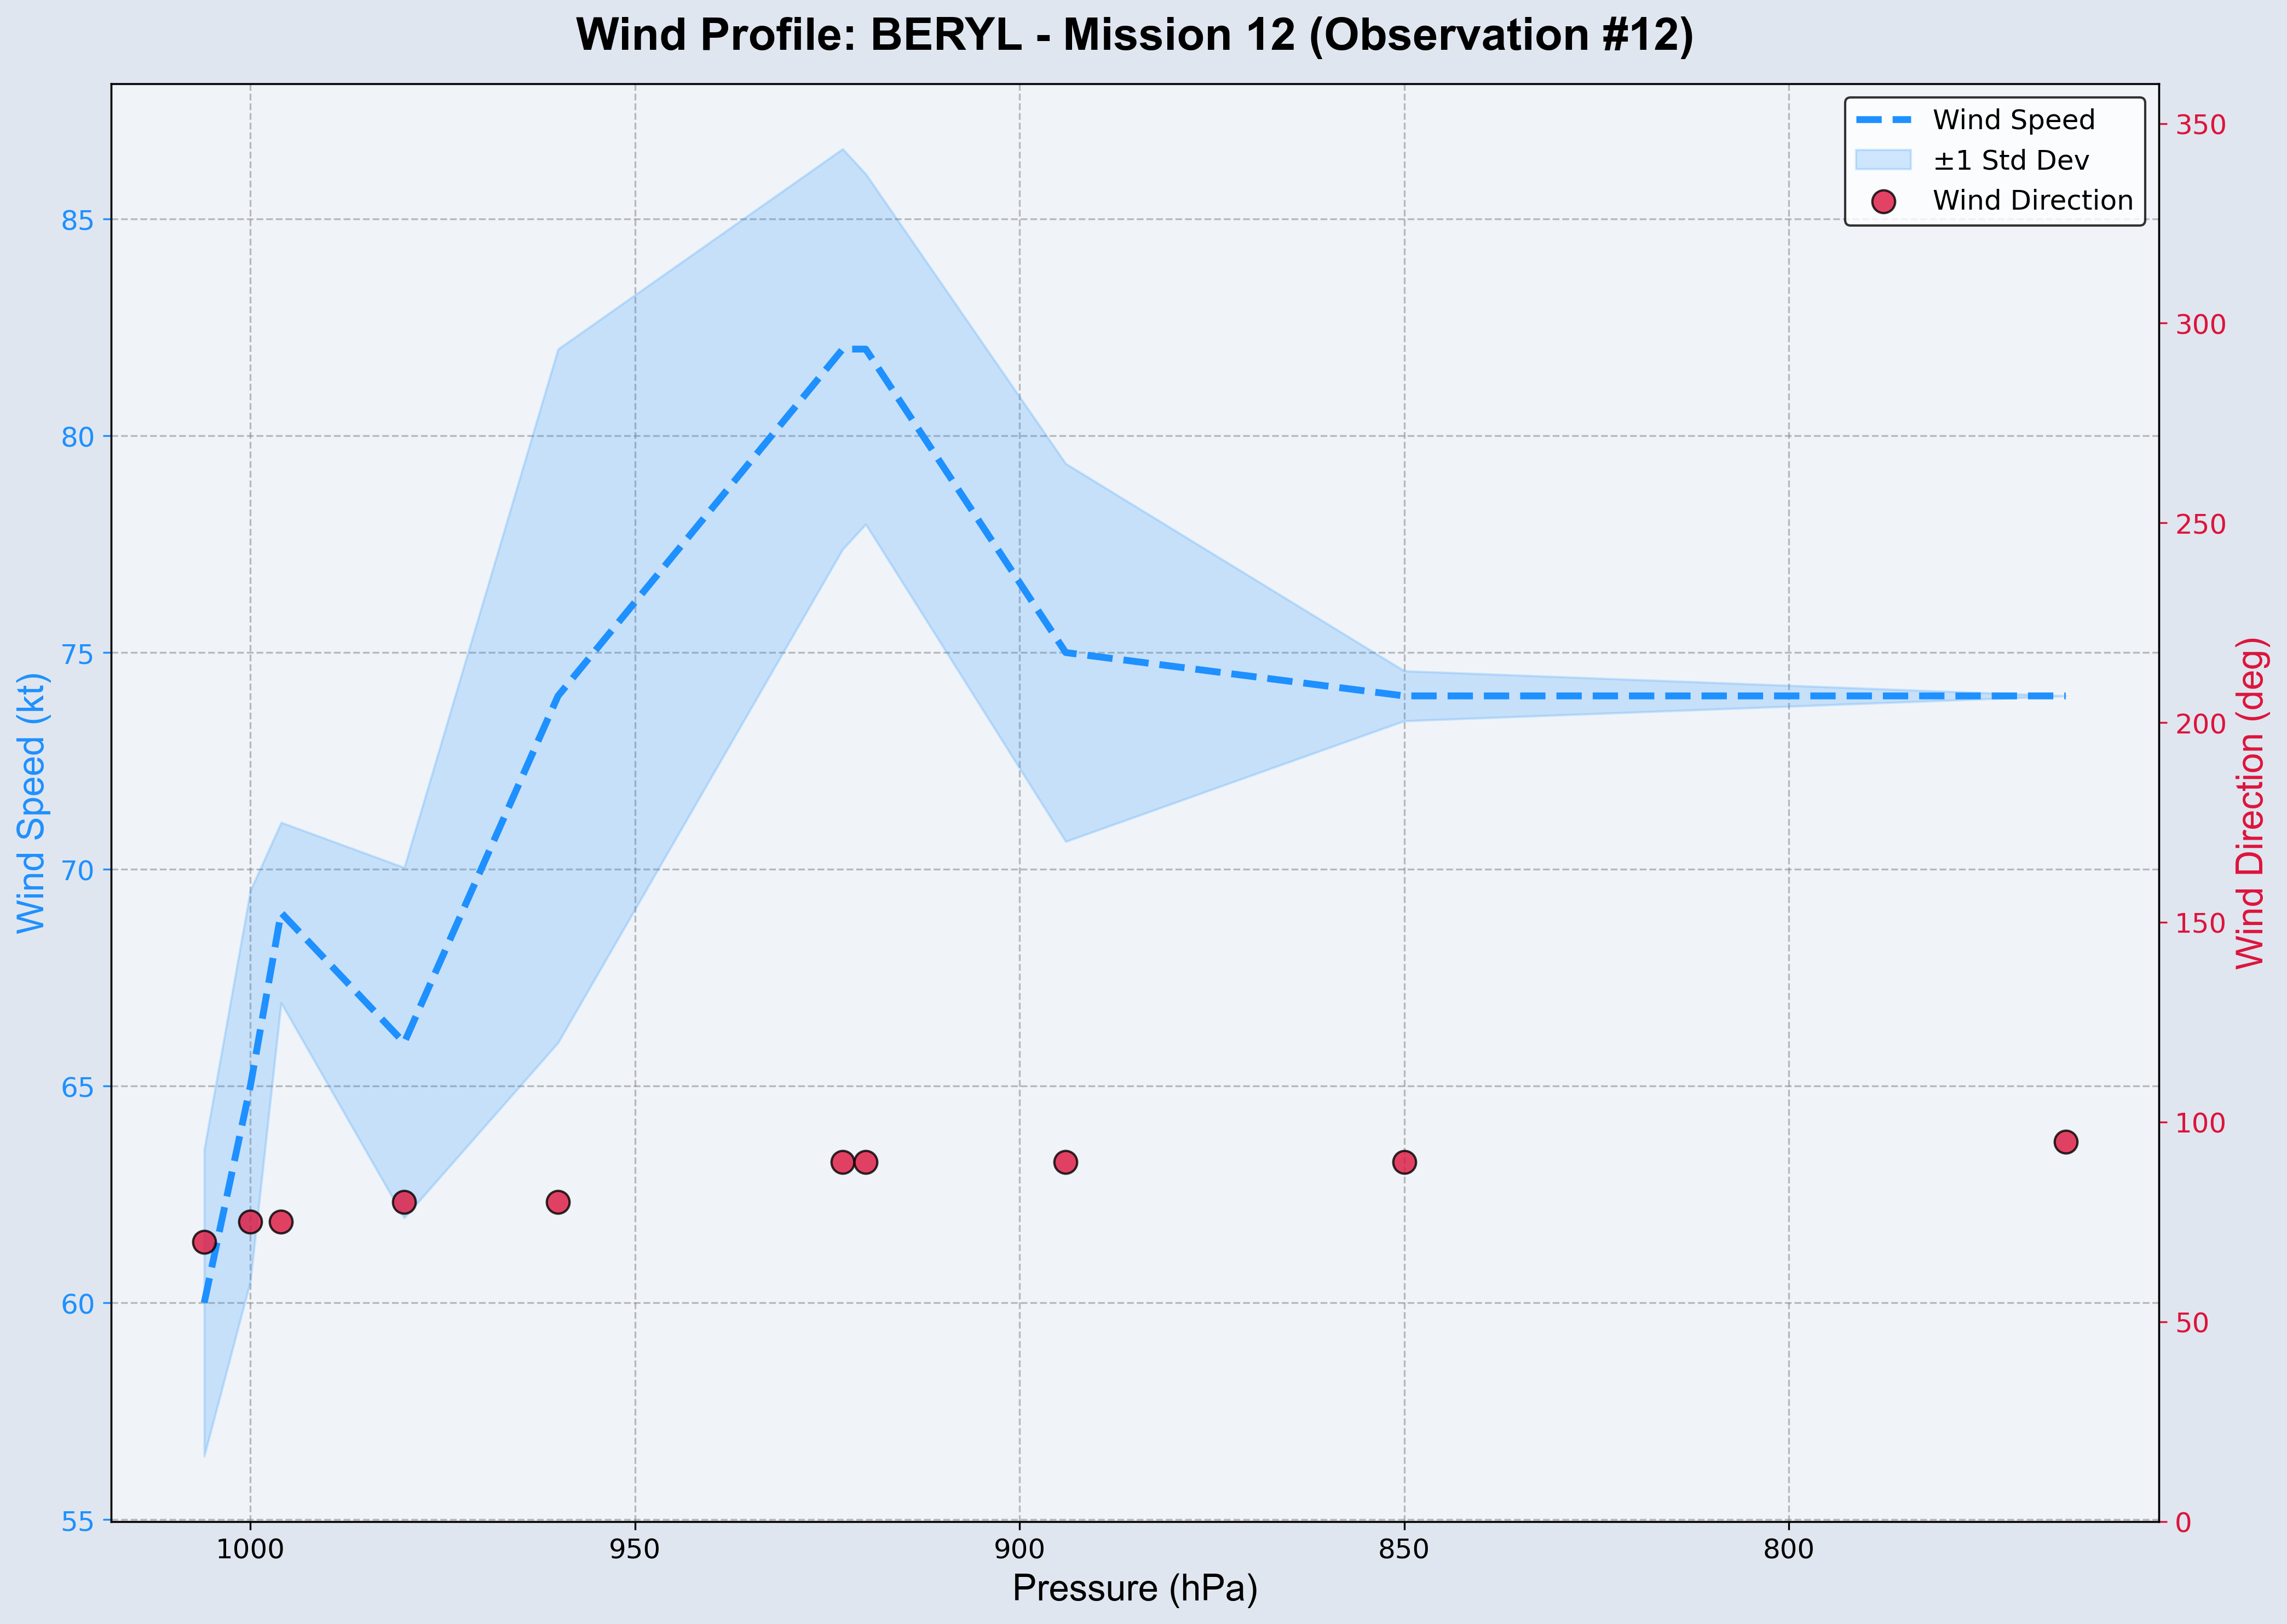 Wind Profile: BERYL - Mission 12 (Observation #12)
Wind Speed
±1 Std Dev
Wind Direction
Wind Speed (kt)
85
80
75
70
65
60
55
350
300
250
200
150
100
50
0
Wind Direction (deg)
1000
950
900
850
800
Pressure (hPa)